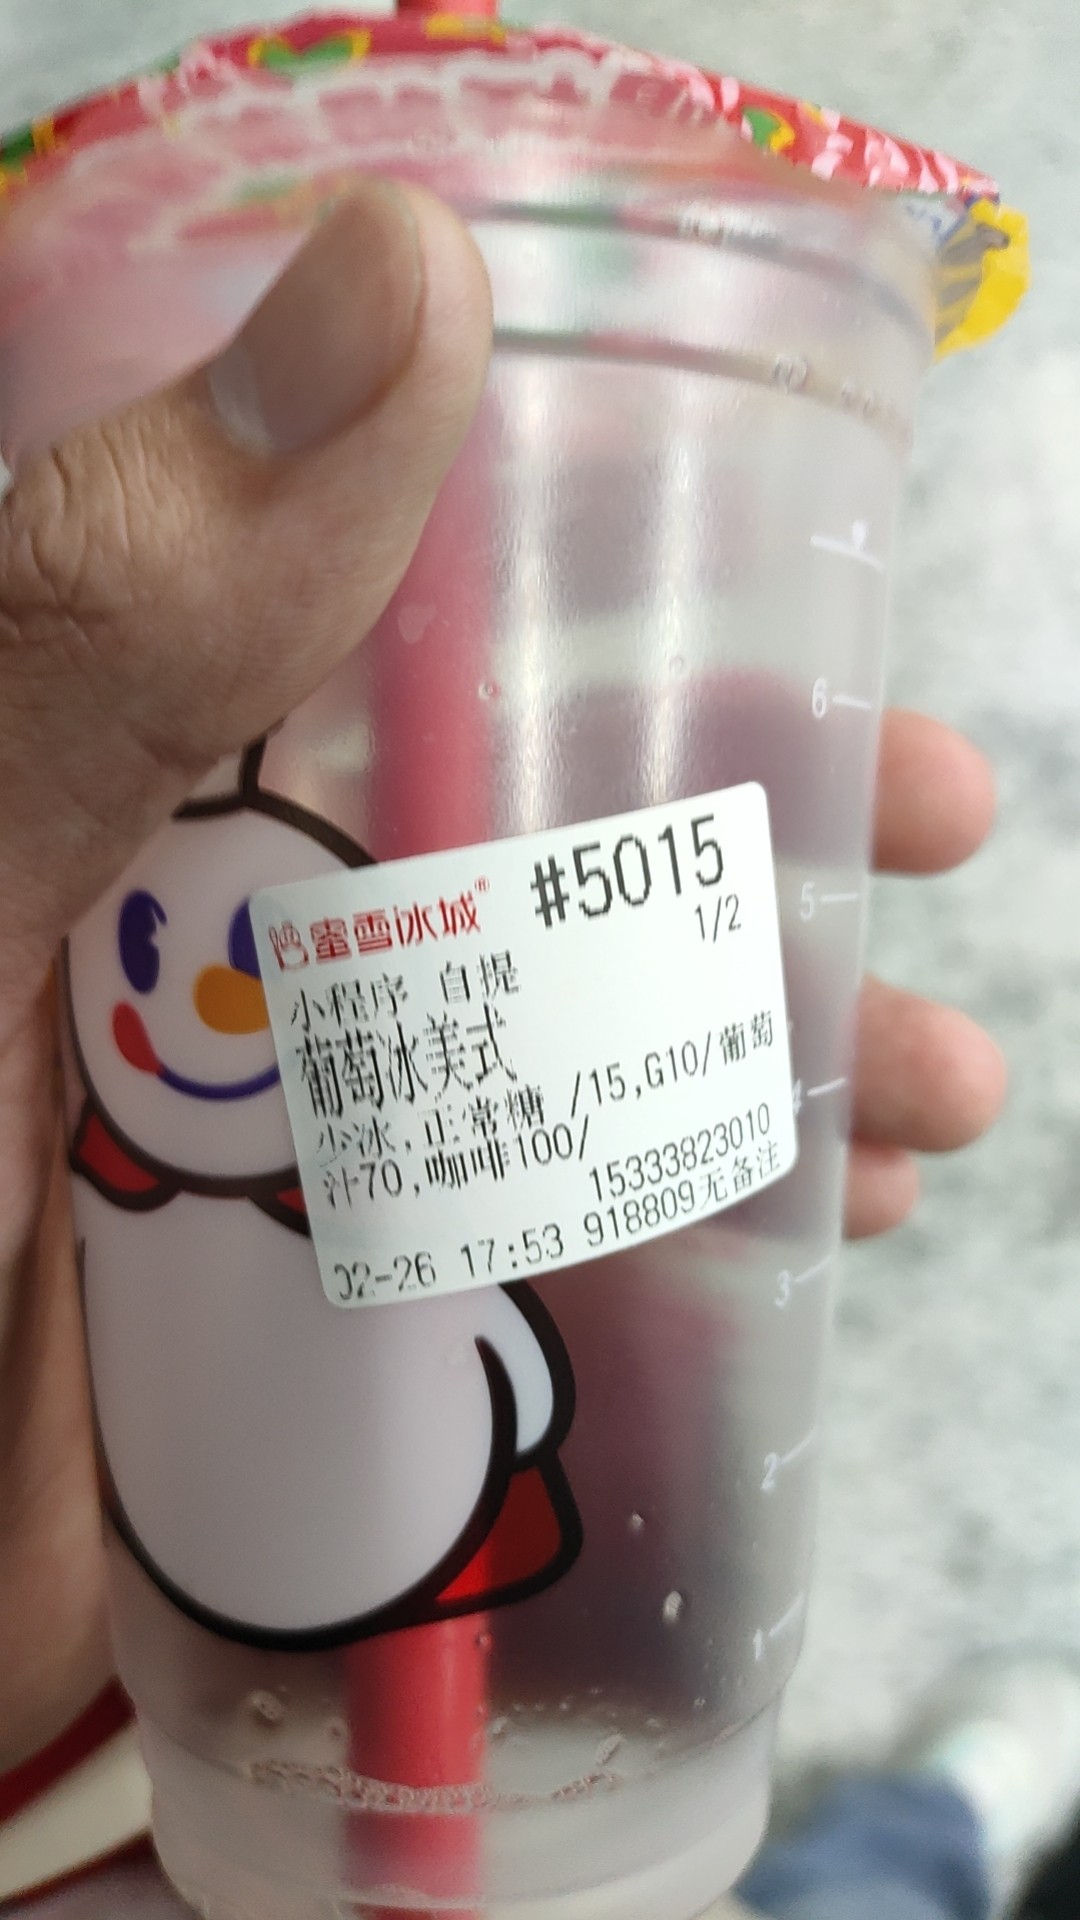 蜜雪冰城®
#5015
1/2
小程序 自提
葡萄冰美式
少冰,正常糖 /15,G10/葡萄
汁70,咖啡100/
15333823010
02-26 17:53 918809无备注
6
5
4
3
2
1